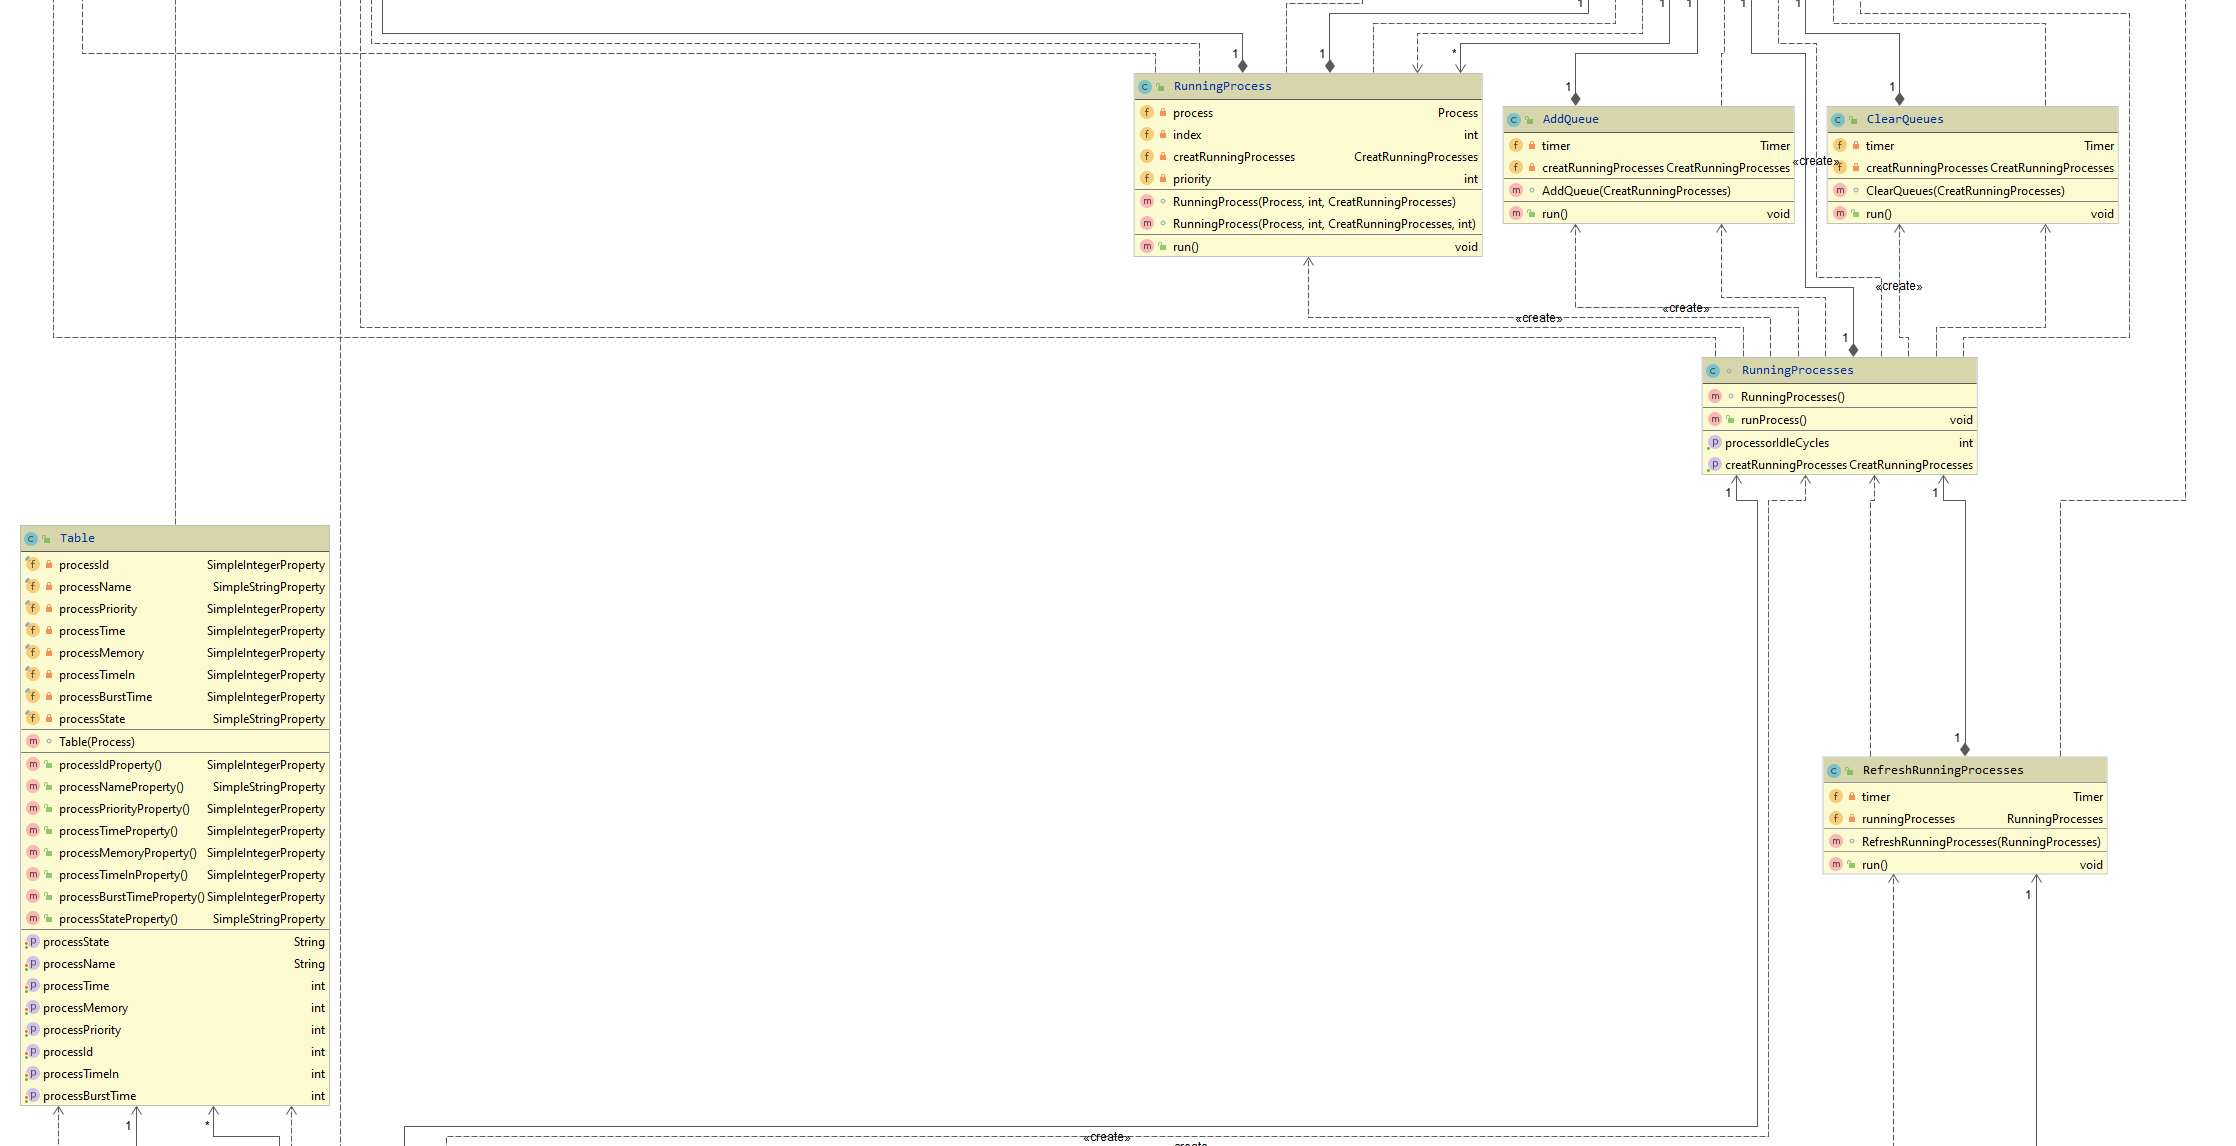 1
1
1
1
1
1
1
*
1
1
RunningProcess
process Process
index int
creatRunningProcesses CreatRunningProcesses
priority int
RunningProcess(Process, int, CreatRunningProcesses)
RunningProcess(Process, int, CreatRunningProcesses, int)
run() void
AddQueue
timer Timer
creatRunningProcesses CreatRunningProcesses
AddQueue(CreatRunningProcesses)
run() void
«create»
ClearQueues
timer Timer
creatRunningProcesses CreatRunningProcesses
ClearQueues(CreatRunningProcesses)
run() void
«create»
«create»
«create»
1
RunningProcesses
RunningProcesses()
runProcess() void
processorIdleCycles int
creatRunningProcesses CreatRunningProcesses
1
1
Table
processId SimpleIntegerProperty
processName SimpleStringProperty
processPriority SimpleIntegerProperty
processTime SimpleIntegerProperty
processMemory SimpleIntegerProperty
processTimeIn SimpleIntegerProperty
processBurstTime SimpleIntegerProperty
processState SimpleStringProperty
Table(Process)
processIdProperty() SimpleIntegerProperty
processNameProperty() SimpleStringProperty
processPriorityProperty() SimpleIntegerProperty
processTimeProperty() SimpleIntegerProperty
processMemoryProperty() SimpleIntegerProperty
processTimeInProperty() SimpleIntegerProperty
processBurstTimeProperty() SimpleIntegerProperty
processStateProperty() SimpleStringProperty
processState String
processName String
processTime int
processMemory int
processPriority int
processId int
processTimeIn int
processBurstTime int
1
*
1
RefreshRunningProcesses
timer Timer
runningProcesses RunningProcesses
RefreshRunningProcesses(RunningProcesses)
run() void
1
«create»